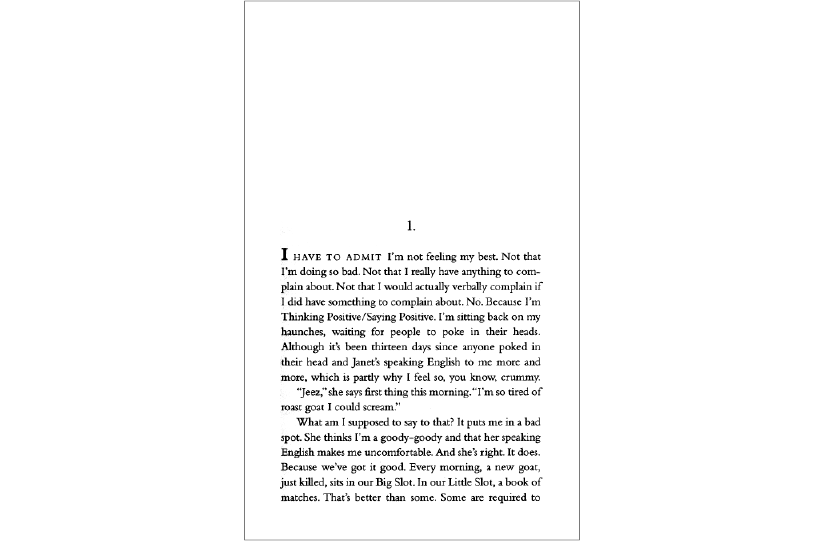 1.
I HAVE TO ADMIT I'm not feeling my best. Not that
I'm doing so bad. Not that I really have anything to com-
plain about. Not that I would actually verbally complain if
I did have something to complain about. No. Because I'm
Thinking Positive/Saying Positive. I'm sitting back on my
haunches, waiting for people to poke in their heads.
Although it's been thirteen days since anyone poked in
their head and Janet's speaking English to me more and
more, which is partly why I feel so, you know, crummy.
"Jeez," she says first thing this morning. "I'm so tired of
roast goat I could scream."
What am I supposed to say to that? It puts me in a bad
spot. She thinks I'm a goody-goody and that her speaking
English makes me uncomfortable. And she's right. It does.
Because we've got it good. Every morning, a new goat,
just killed, sits in our Big Slot. In our Little Slot, a book of
matches. That's better than some. Some are required to